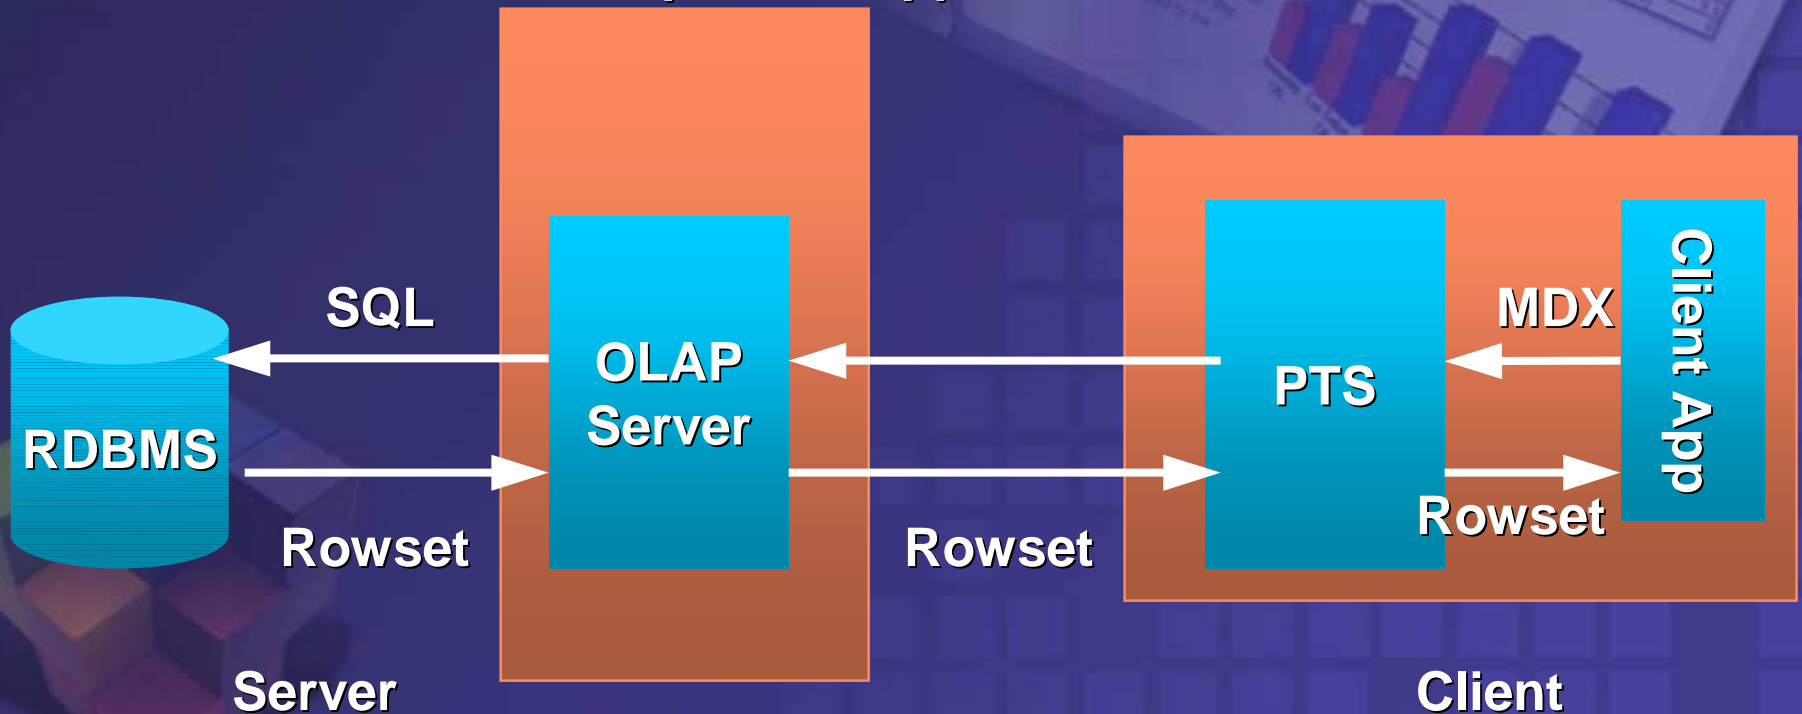 SQL
MDX
Client App
OLAP
Server
PTS
RDBMS
Rowset
Rowset
Rowset
Server
Client